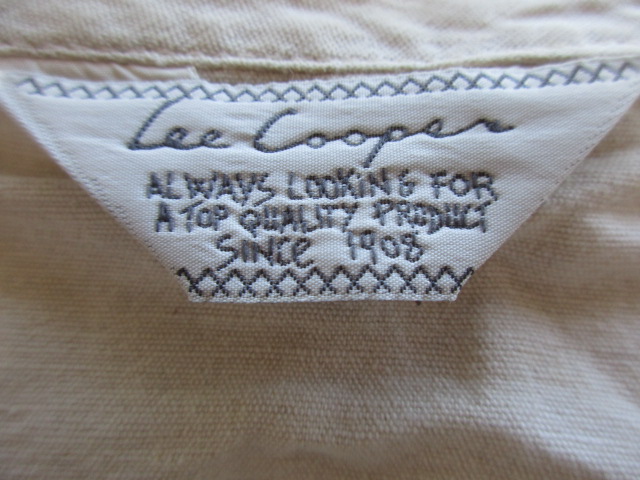 Lee Cooper
ALWAYS LOOKING FOR
A TOP QUALITY PRODUCT
SINCE 1908